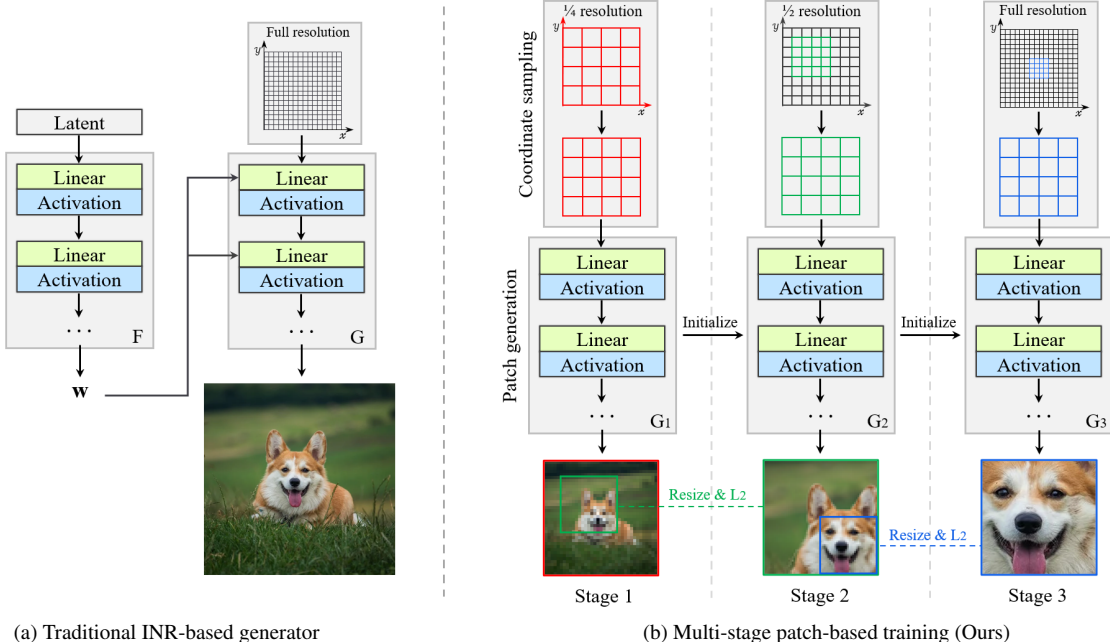 Full resolution
y
x
Latent
Linear
Activation
Linear
Activation
. . .
F
w
Linear
Activation
Linear
Activation
. . .
G
(a) Traditional INR-based generator
Coordinate sampling
¼ resolution
y
x
½ resolution
y
x
Full resolution
y
x
Patch generation
Linear
Activation
Linear
Activation
. . .
G1
Initialize
Linear
Activation
Linear
Activation
. . .
G2
Initialize
Linear
Activation
Linear
Activation
. . .
G3
Resize & L2
Resize & L2
Stage 1
Stage 2
Stage 3
(b) Multi-stage patch-based training (Ours)